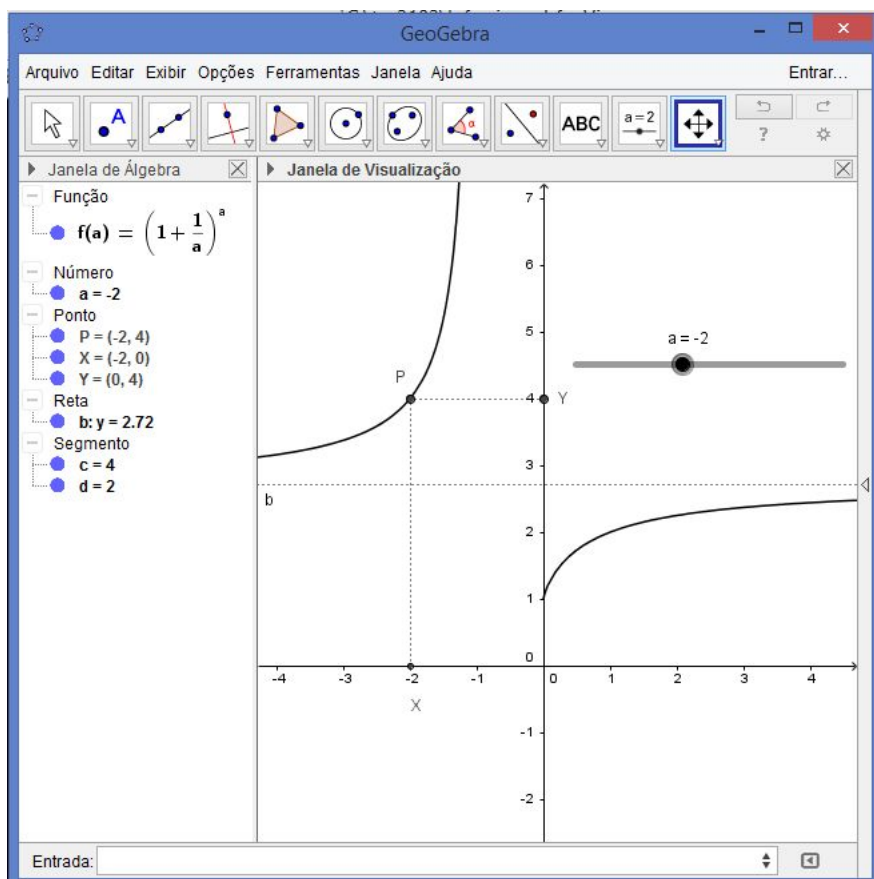 GeoGebra
Arquivo Editar Exibir Opções Ferramentas Janela Ajuda Entrar...
A α ABC a=2 ?
Janela de Álgebra
Função
f(a) = (1 + 1/a)^a
Número
a = -2
Ponto
P = (-2, 4)
X = (-2, 0)
Y = (0, 4)
Reta
b: y = 2.72
Segmento
c = 4
d = 2
Janela de Visualização
7
6
5
a = -2
P
4 Y
3
b
2
1
0
-4 -3 -2 -1 0 1 2 3 4
X
-1
-2
Entrada: